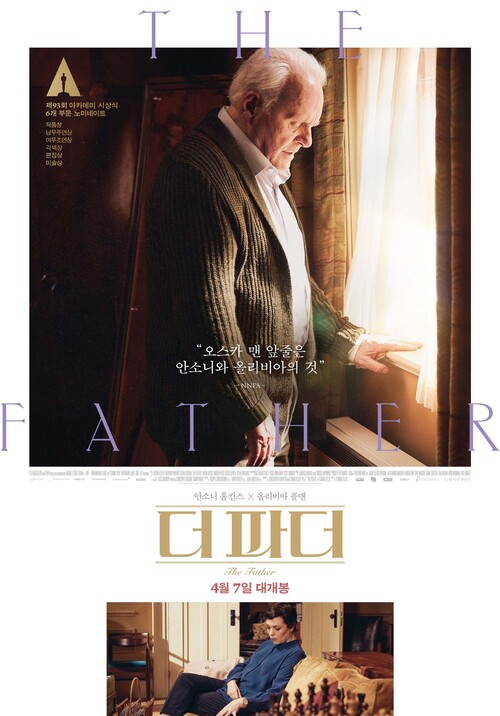 THE
제93회 아카데미 시상식
6개 부문 노미네이트
작품상
남우주연상
여우조연상
각색상
편집상
미술상
“오스카 맨 앞줄은
안소니와 올리비아의 것”
- NNPA -
FATHER
안소니 홉킨스 × 올리비아 콜맨
더 파더
The Father
4월 7일 대개봉